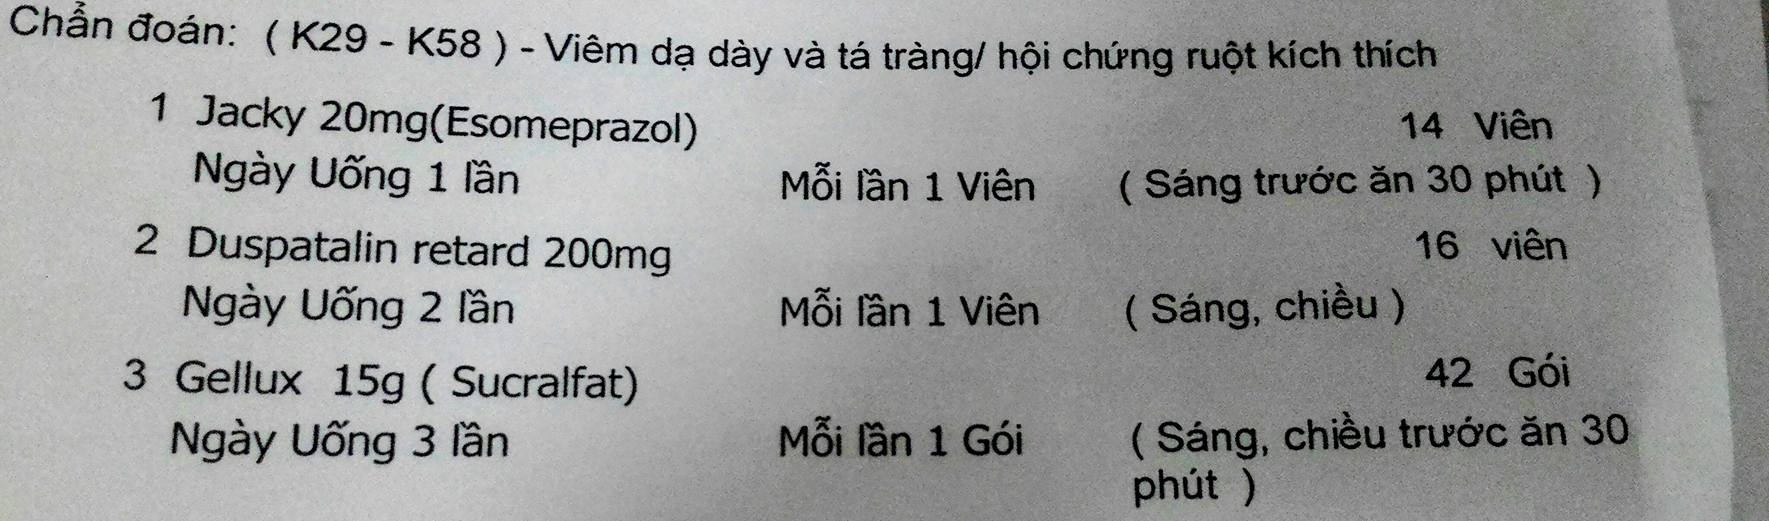 Chẩn đoán: ( K29 - K58 ) - Viêm dạ dày và tá tràng/ hội chứng ruột kích thích
1 Jacky 20mg(Esomeprazol) 14 Viên
Ngày Uống 1 lần Mỗi lần 1 Viên ( Sáng trước ăn 30 phút )
2 Duspatalin retard 200mg 16 viên
Ngày Uống 2 lần Mỗi lần 1 Viên ( Sáng, chiều )
3 Gellux 15g ( Sucralfat) 42 Gói
Ngày Uống 3 lần Mỗi lần 1 Gói ( Sáng, chiều trước ăn 30
phút )